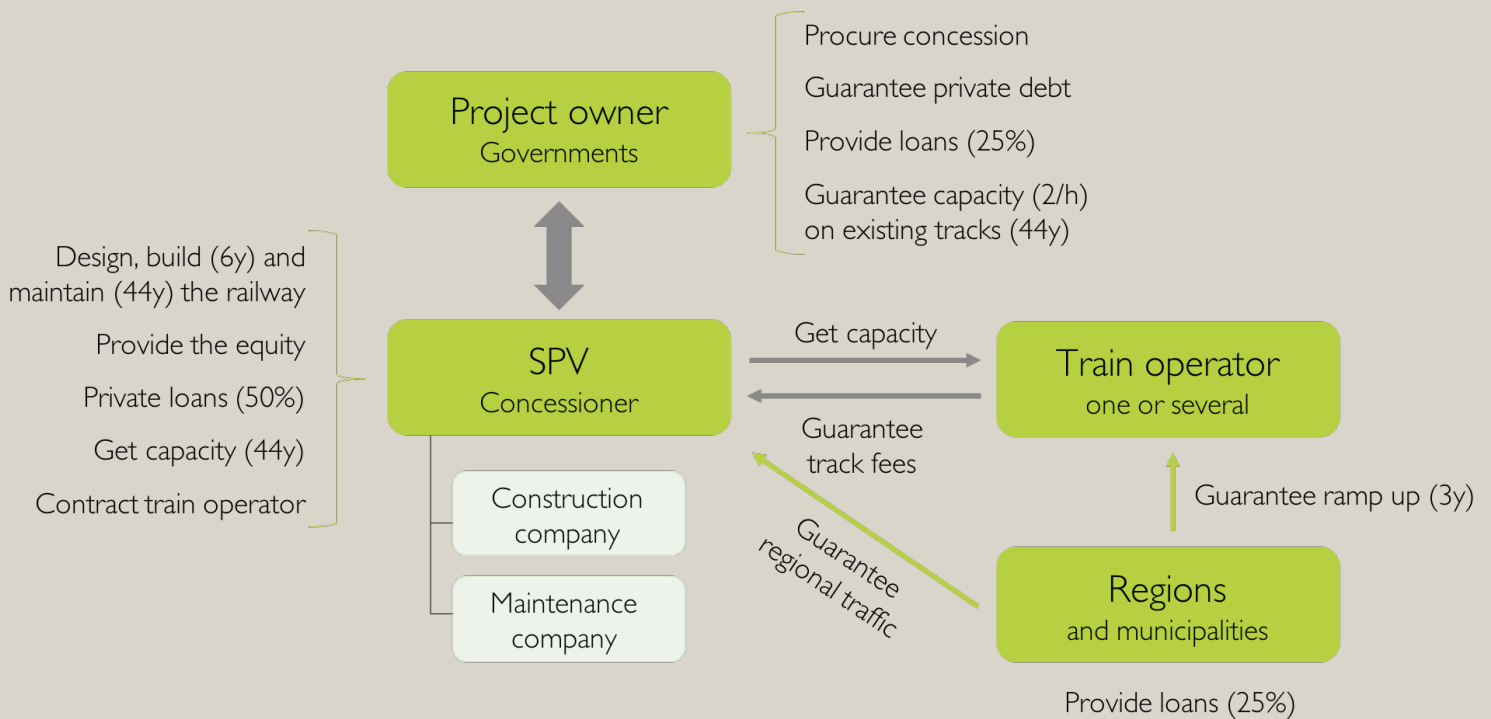 Procure concession
Guarantee private debt
Provide loans (25%)
Guarantee capacity (2/h)
on existing tracks (44y)
Project owner
Governments
Design, build (6y) and
maintain (44y) the railway
Provide the equity
Private loans (50%)
Get capacity (44y)
Contract train operator
SPV
Concessioner
Get capacity
Guarantee
track fees
Train operator
one or several
Construction
company
Maintenance
company
Guarantee
regional traffic
Guarantee ramp up (3y)
Regions
and municipalities
Provide loans (25%)